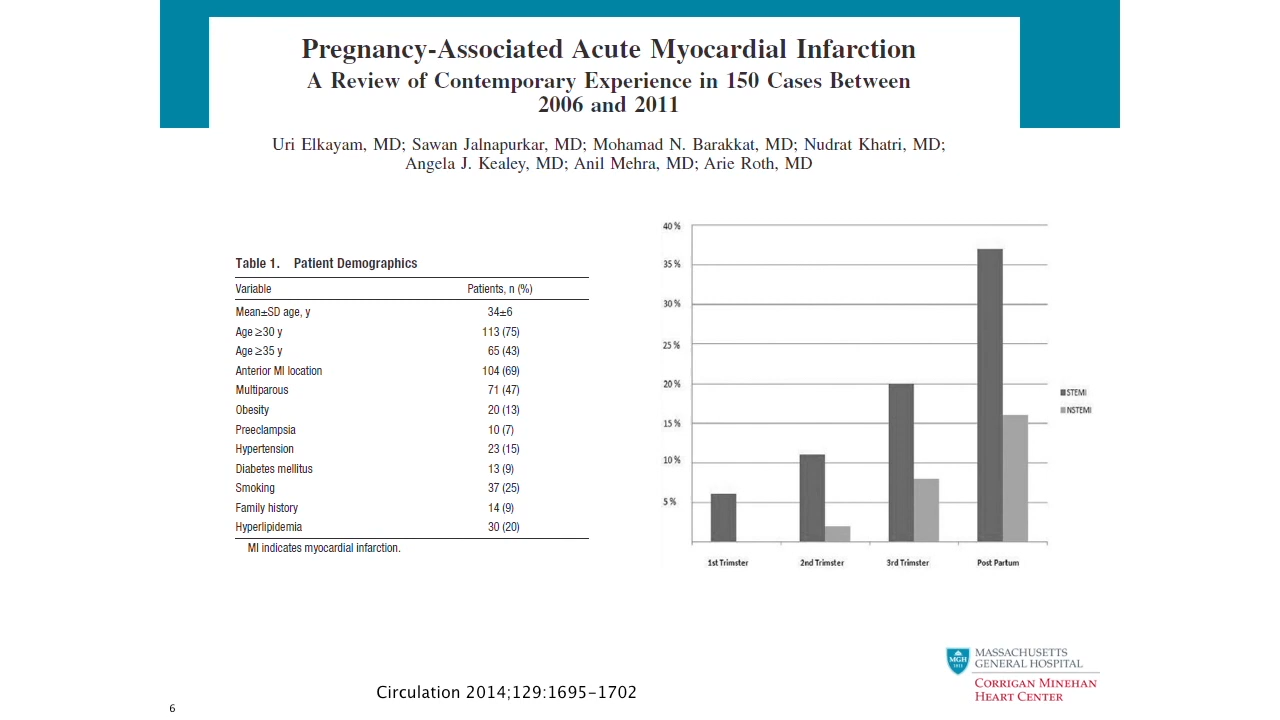 Pregnancy-Associated Acute Myocardial Infarction
A Review of Contemporary Experience in 150 Cases Between
2006 and 2011
Uri Elkayam, MD; Sawan Jalnapurkar, MD; Mohamad N. Barakkat, MD; Nudrat Khatri, MD;
Angela J. Kealey, MD; Anil Mehra, MD; Arie Roth, MD
Table 1. Patient Demographics
Variable Patients, n (%)
Mean±SD age, y 34±6
Age ≥30 y 113 (75)
Age ≥35 y 65 (43)
Anterior MI location 104 (69)
Multiparous 71 (47)
Obesity 20 (13)
Preeclampsia 10 (7)
Hypertension 23 (15)
Diabetes mellitus 13 (9)
Smoking 37 (25)
Family history 14 (9)
Hyperlipidemia 30 (20)
MI indicates myocardial infarction.
40%
35%
30%
25%
20%
15%
10%
5%
1st Trimster 2nd Trimster 3rd Trimster Post Partum
STEMI
NSTEMI
MGH
1811
MASSACHUSETTS
GENERAL HOSPITAL
CORRIGAN MINEHAN
HEART CENTER
Circulation 2014;129:1695-1702
6